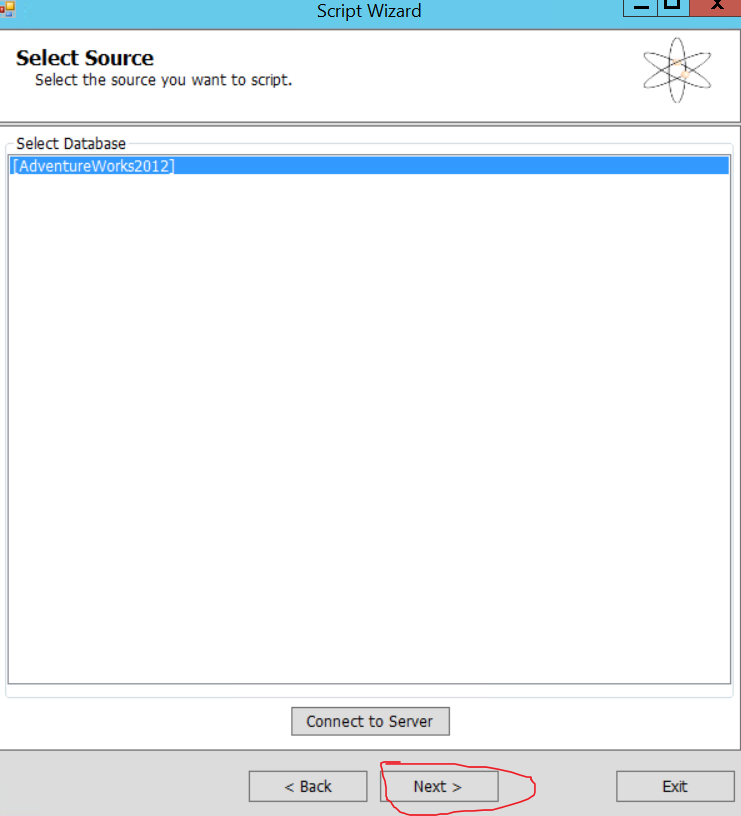 Script Wizard
Select Source
Select the source you want to script.
Select Database
[AdventureWorks2012]
Connect to Server
< Back Next > Exit